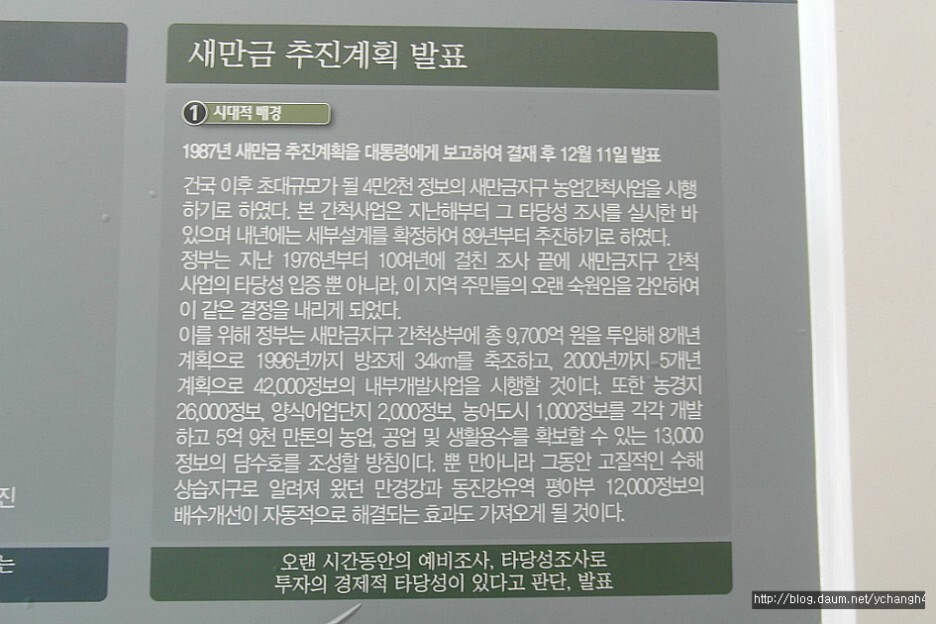 새만금 추진계획 발표
1 시대적 배경
1987년 새만금 추진계획을 대통령에게 보고하여 결재 후 12월 11일 발표
건국 이후 초대규모가 될 4만2천 정보의 새만금지구 농업간척사업을 시행
하기로 하였다. 본 간척사업은 지난해부터 그 타당성 조사를 실시한 바
있으며 내년에는 세부설계를 확정하여 89년부터 추진하기로 하였다.
정부는 지난 1976년부터 10여년에 걸친 조사 끝에 새만금지구 간척
사업의 타당성 입증 뿐 아니라, 이 지역 주민들의 오랜 숙원임을 감안하여
이 같은 결정을 내리게 되었다.
이를 위해 정부는 새만금지구 간척상부에 총 9,700억 원을 투입해 8개년
계획으로 1996년까지 방조제 34km를 축조하고, 2000년까지 5개년
계획으로 42,000정보의 내부개발사업을 시행할 것이다. 또한 농경지
26,000정보, 양식어업단지 2,000정보, 농어도시 1,000정보를 각각 개발
하고 5억 9천 만톤의 농업, 공업 및 생활용수를 확보할 수 있는 13,000
정보의 담수호를 조성할 방침이다. 뿐 만아니라 그동안 고질적인 수해
상습지구로 알려져 왔던 만경강과 동진강유역 평야부 12,000정보의
배수개선이 자동적으로 해결되는 효과도 가져오게 될 것이다.
오랜 시간동안의 예비조사, 타당성조사로
투자의 경제적 타당성이 있다고 판단, 발표
진
는
http://blog.daum.net/ychangh4